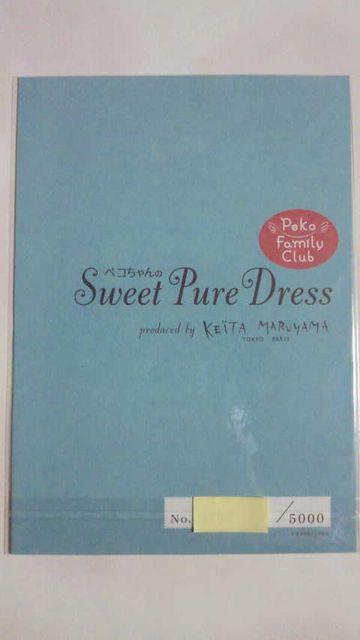 Peko
Family
Club
ペコちゃんの
Sweet Pure Dress
produced by KEÏTA MARUYAMA
TOKYO PARIS
No. /5000